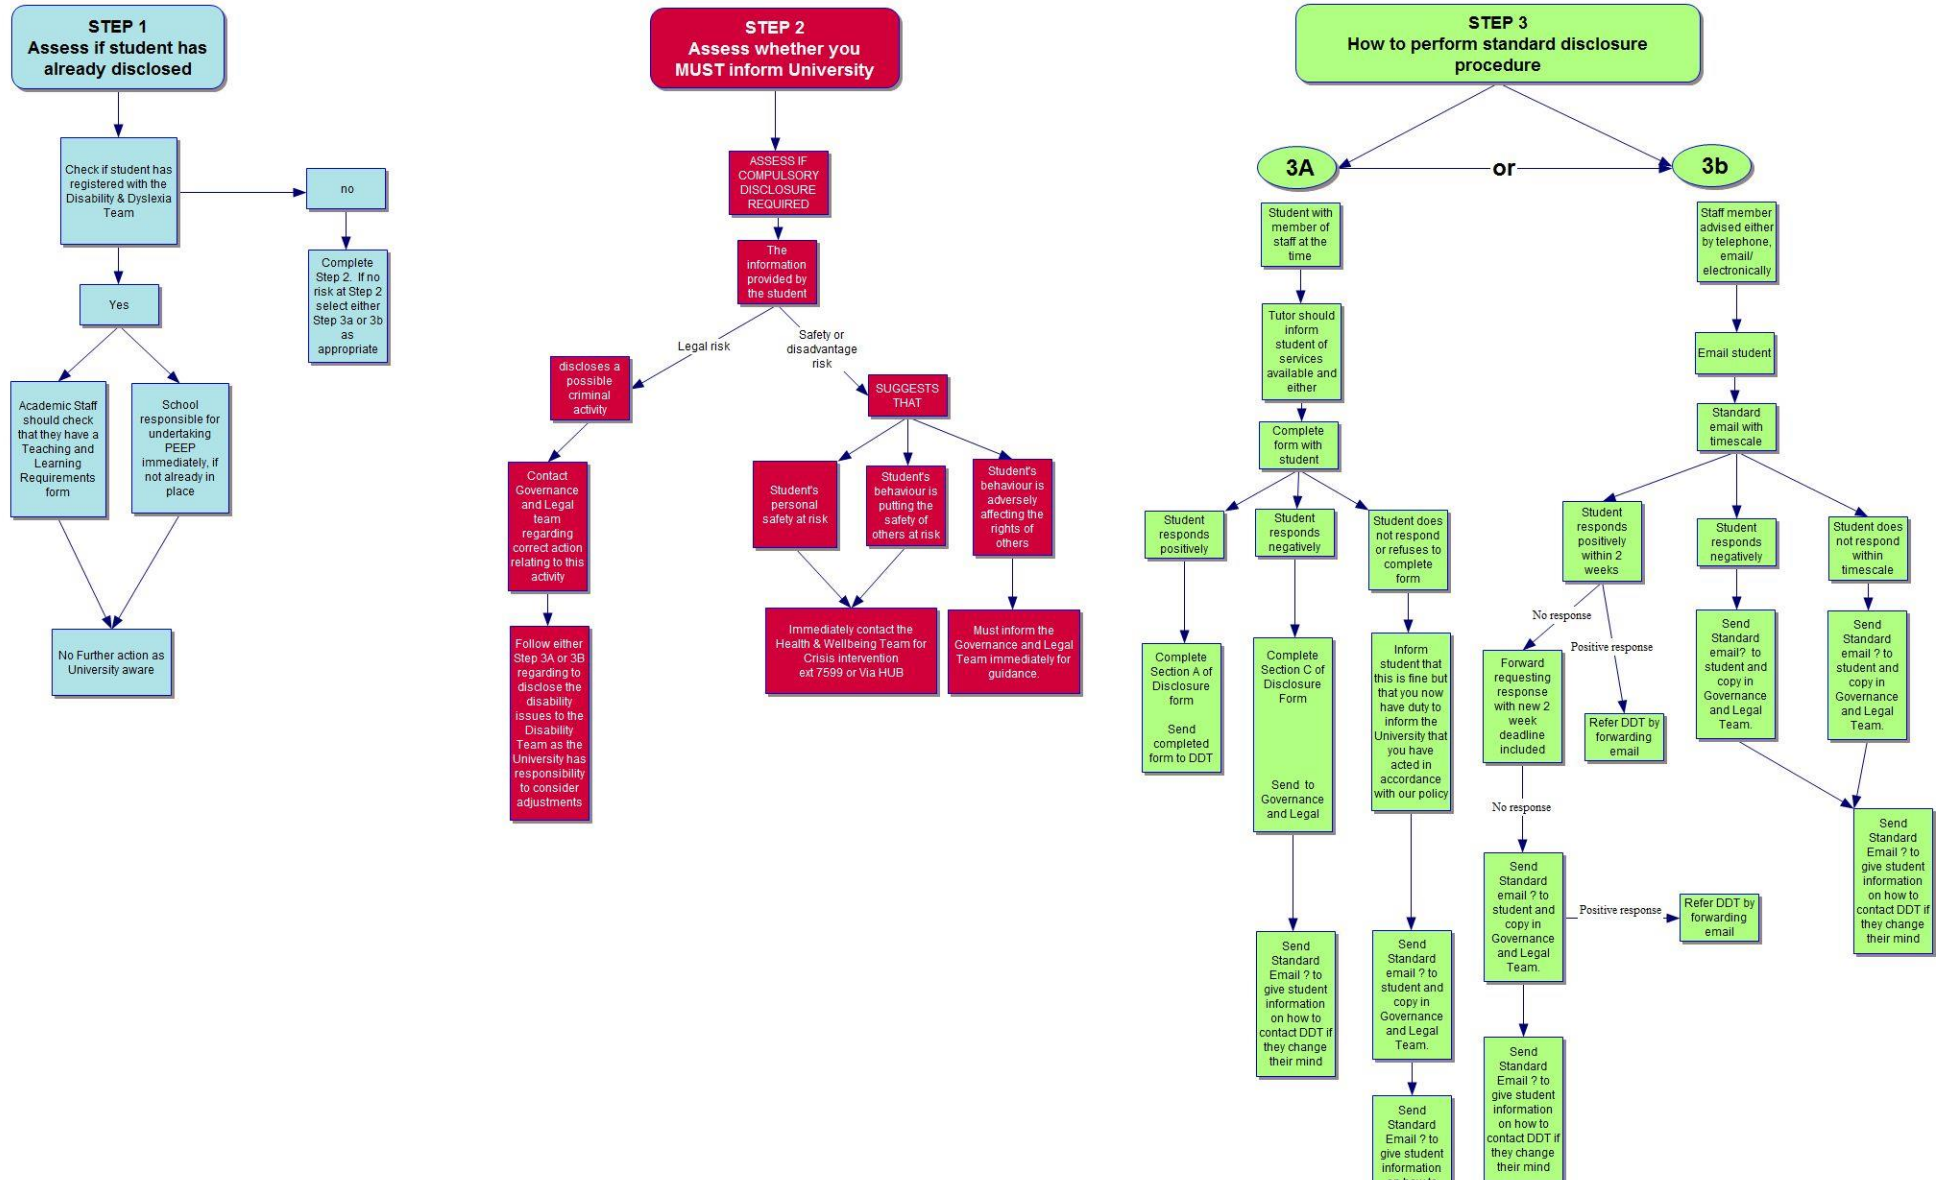 STEP 1
Assess if student has
already disclosed
Check if student has
registered with the
Disability & Dyslexia
Team
no
Complete
Step 2. If no
risk at Step 2
select either
Step 3a or 3b
as
appropriate
Yes
Academic Staff
should check
that they have a
Teaching and
Learning
Requirements
form
School
responsible for
undertaking
PEEP
immediately, if
not already in
place
No Further action as
University aware
STEP 2
Assess whether you
MUST inform University
ASSESS IF
COMPULSORY
DISCLOSURE
REQUIRED
The
information
provided by
the student
Legal risk
Safety or
disadvantage
risk
discloses a
possible
criminal
activity
SUGGESTS
THAT
Contact
Governance
and Legal
team
regarding
correct action
relating to this
activity
Student's
personal
safety at risk
Student's
behaviour is
putting the
safety of
others at risk
Student's
behaviour is
adversely
affecting the
rights of
others
Follow either
Step 3A or 3B
regarding to
disclose the
disability
issues to the
Disability
Team as the
University has
responsibility
to consider
adjustments
Immediately contact the
Health & Wellbeing Team for
Crisis intervention
ext 7599 or Via HUB
Must inform the
Governance and Legal
Team immediately for
guidance.
STEP 3
How to perform standard disclosure
procedure
3A
or
3b
Student with
member of
staff at the
time
Tutor should
inform
student of
services
available and
either
Complete
form with
student
Student
responds
positively
Student
responds
negatively
Student does
not respond
or refuses to
complete
form
Complete
Section A of
Disclosure
form
Send
completed
form to DDT
Complete
Section C of
Disclosure
Form
Send to
Governance
and Legal
Inform
student that
this is fine but
that you now
have duty to
inform the
University that
you have
acted in
accordance
with our policy
Send
Standard
Email ? to
give student
information
on how to
contact DDT if
they change
their mind
Send
Standard
email ? to
student and
copy in
Governance
and Legal
Team.
Send
Standard
Email ? to
give student
information
on how to
Staff member
advised either
by telephone,
email/
electronically
Email student
Standard
email with
timescale
Student
responds
positively
within 2
weeks
Student
responds
negatively
Student does
not respond
within
timescale
No response
Positive response
Forward
requesting
response
with new 2
week
deadline
included
Refer DDT by
forwarding
email
Send
Standard
email? to
student and
copy in
Governance
and Legal
Team.
Send
Standard
email ? to
student and
copy in
Governance
and Legal
Team.
No response
Send
Standard
email ? to
student and
copy in
Governance
and Legal
Team.
Positive response
Refer DDT by
forwarding
email
Send
Standard
Email ? to
give student
information
on how to
contact DDT if
they change
their mind
Send
Standard
Email ? to
give student
information
on how to
contact DDT if
they change
their mind